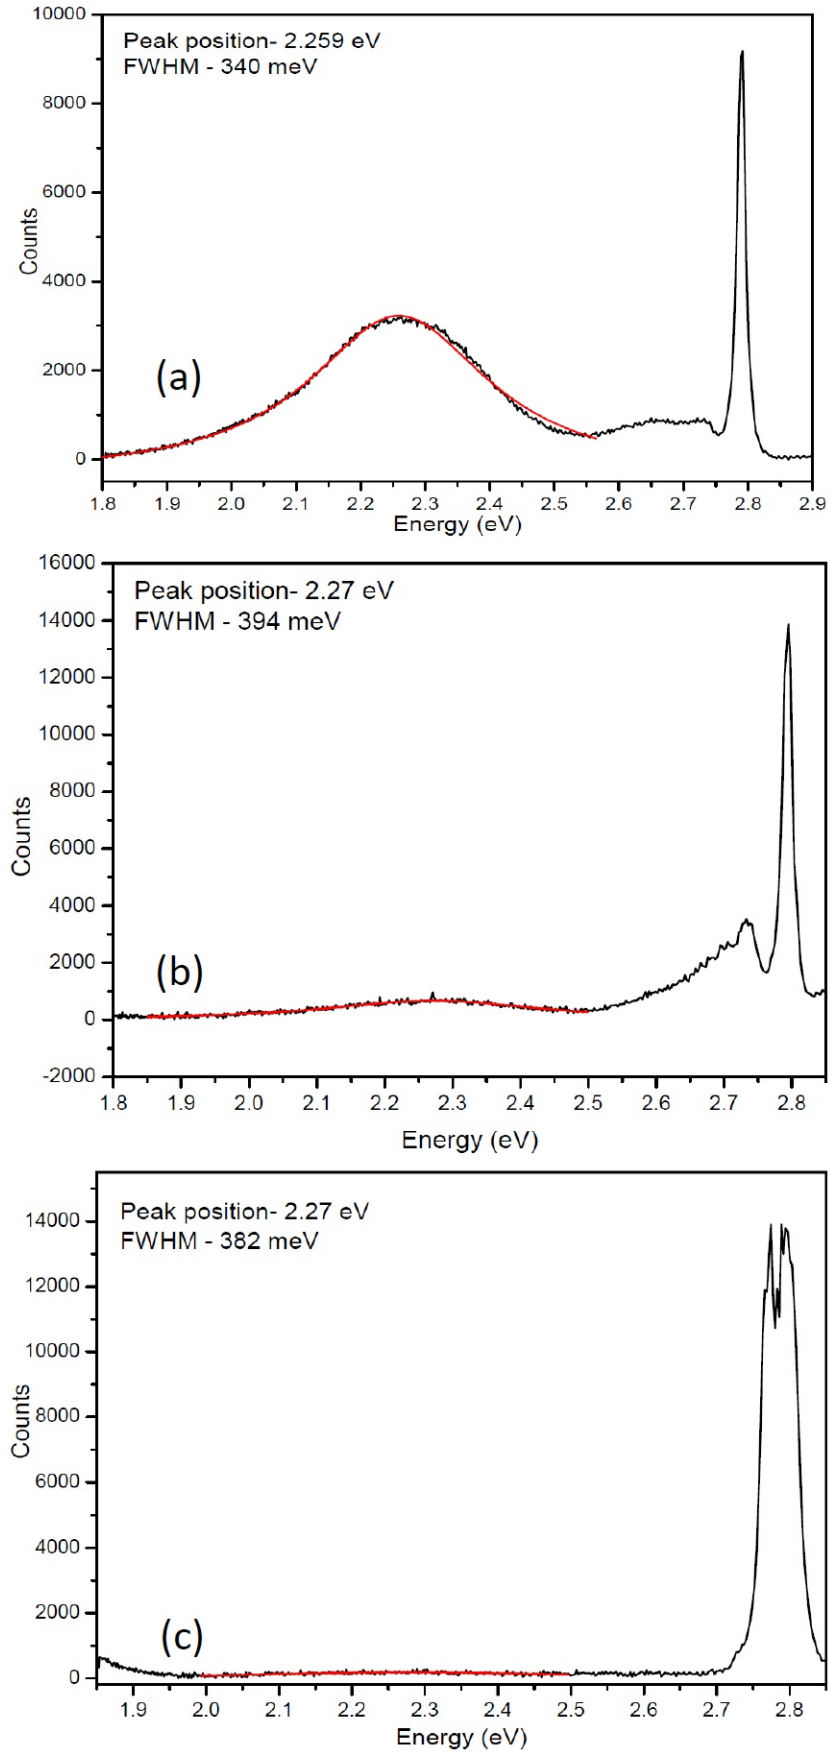 10000
Peak position- 2.259 eV
FWHM - 340 meV
8000
6000
Counts
4000
2000
(a)
0
1.8 1.9 2.0 2.1 2.2 2.3 2.4 2.5 2.6 2.7 2.8 2.9
Energy (eV)
16000
Peak position- 2.27 eV
14000
FWHM - 394 meV
12000
10000
8000
Counts
6000
4000
(b)
2000
0
-2000
1.8 1.9 2.0 2.1 2.2 2.3 2.4 2.5 2.6 2.7 2.8
Energy (eV)
Peak position- 2.27 eV
14000
FWHM - 382 meV
12000
10000
8000
Counts
6000
4000
2000
(c)
0
1.9 2.0 2.1 2.2 2.3 2.4 2.5 2.6 2.7 2.8
Energy (eV)